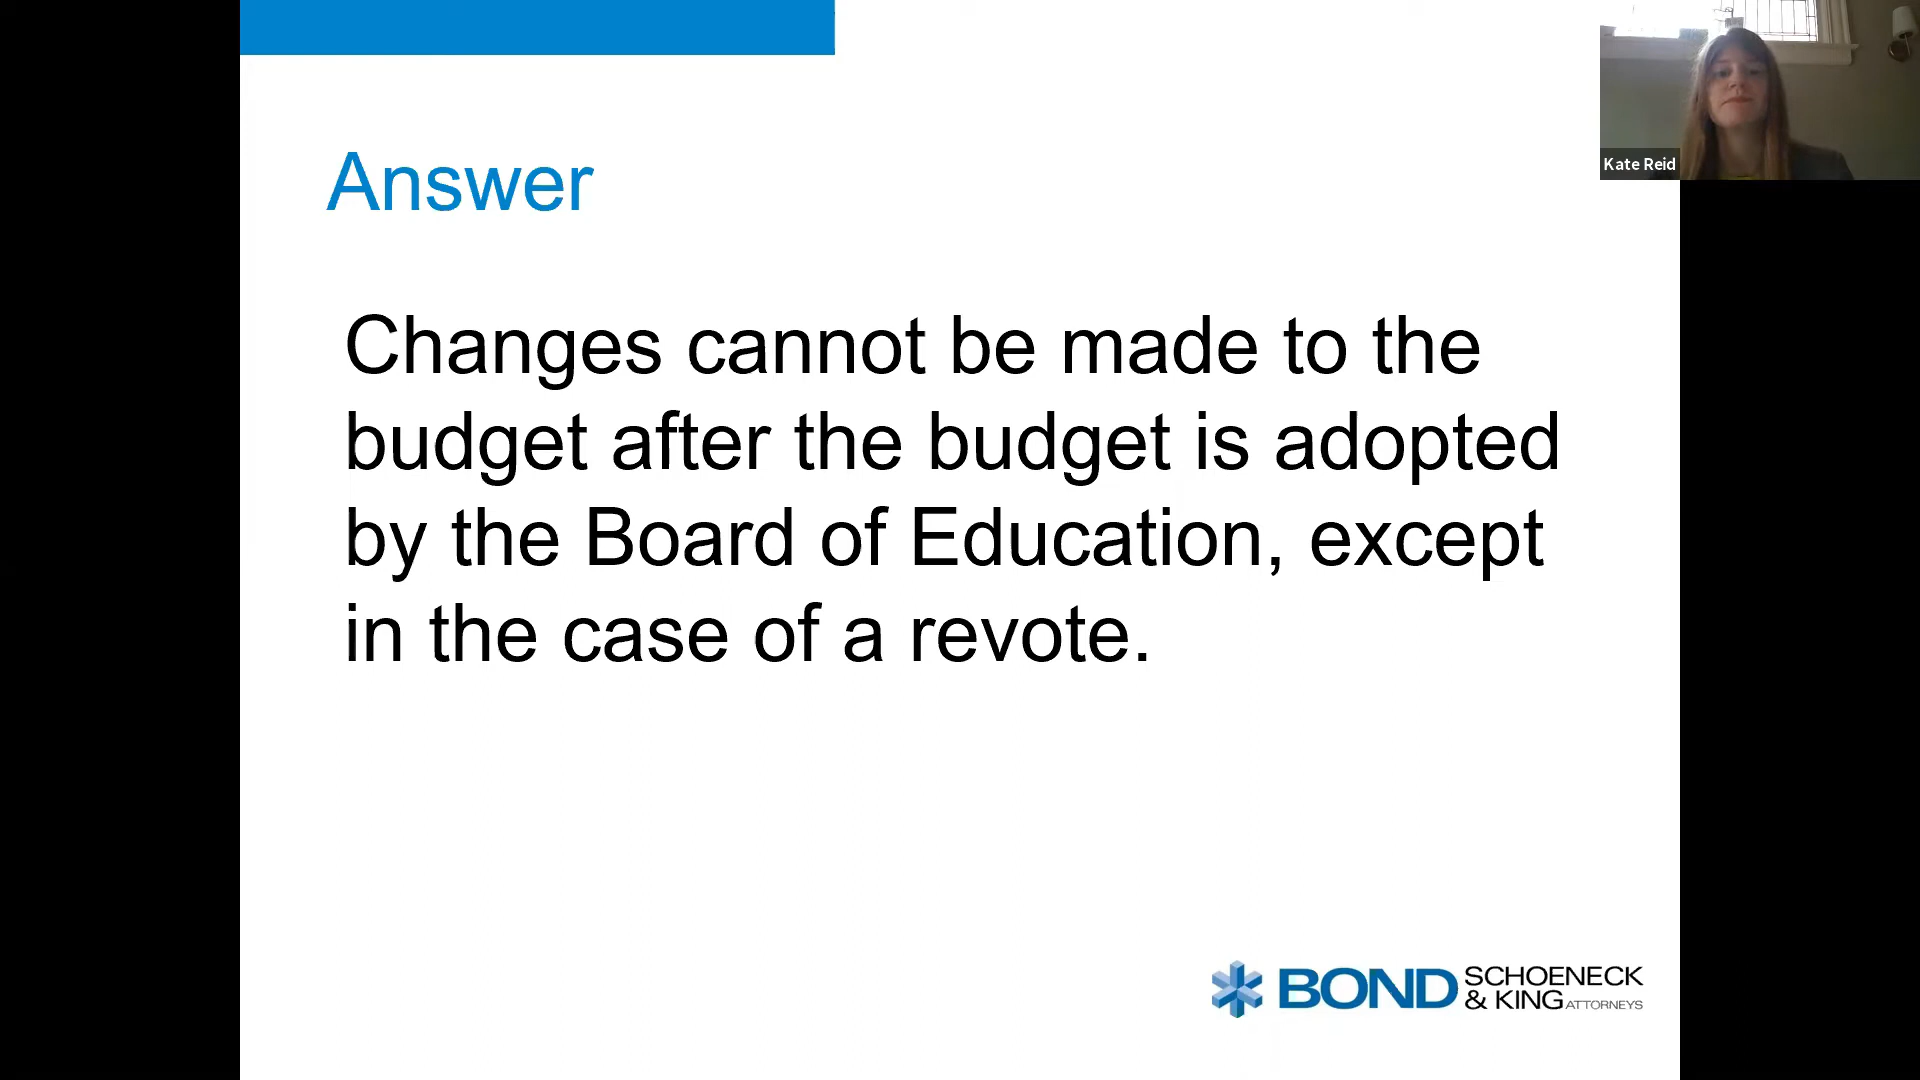 Answer
Changes cannot be made to the
budget after the budget is adopted
by the Board of Education, except
in the case of a revote.
Kate Reid
BOND SCHOENECK
& KING ATTORNEYS